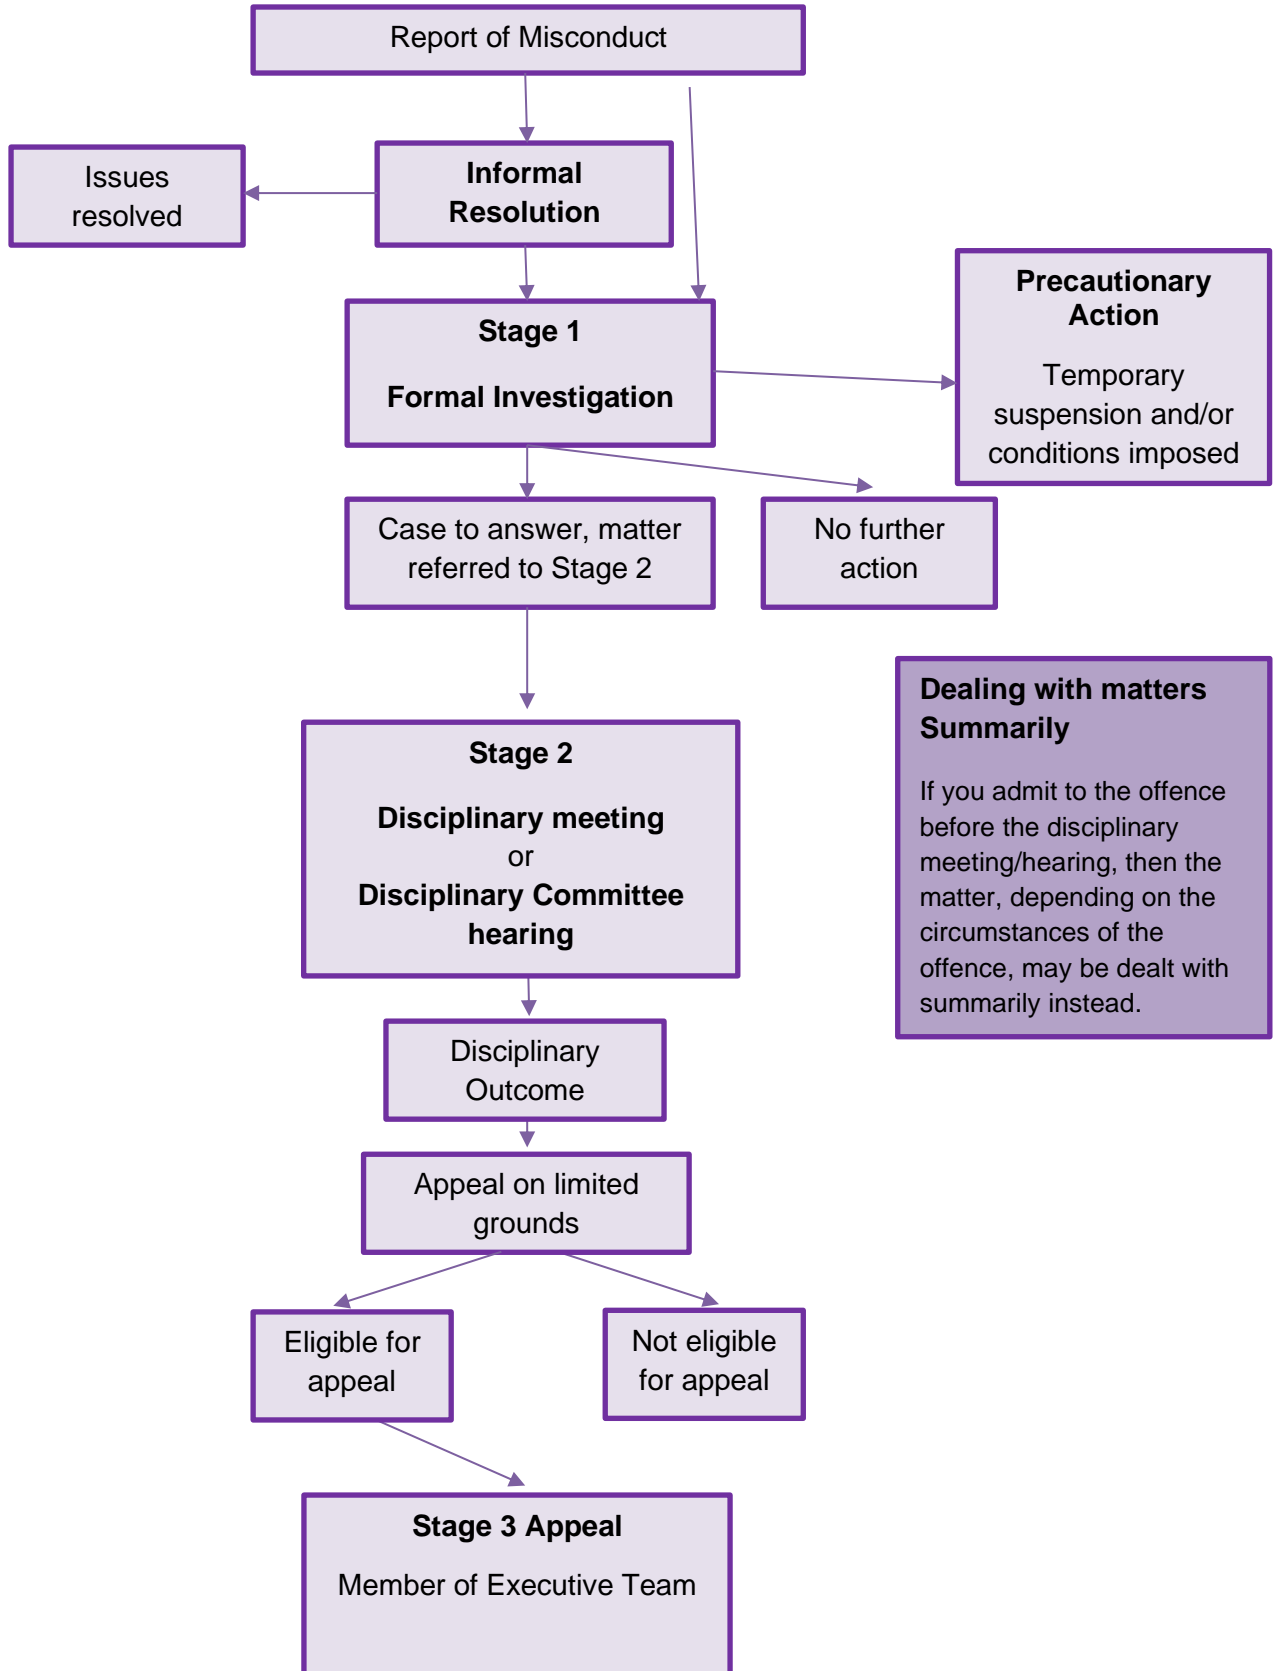 Report of Misconduct
Issues
resolved
Informal
Resolution
Precautionary
Action
Temporary
suspension and/or
conditions imposed
Stage 1
Formal Investigation
Case to answer, matter
referred to Stage 2
No further
action
Dealing with matters
Summarily
If you admit to the offence
before the disciplinary
meeting/hearing, then the
matter, depending on the
circumstances of the
offence, may be dealt with
summarily instead.
Stage 2
Disciplinary meeting
or
Disciplinary Committee
hearing
Disciplinary
Outcome
Appeal on limited
grounds
Eligible for
appeal
Not eligible
for appeal
Stage 3 Appeal
Member of Executive Team